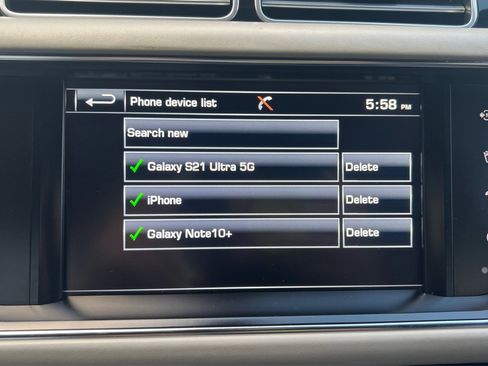 Phone device list
5:58 PM
Search new
Galaxy S21 Ultra 5G
Delete
iPhone
Delete
Galaxy Note10+
Delete